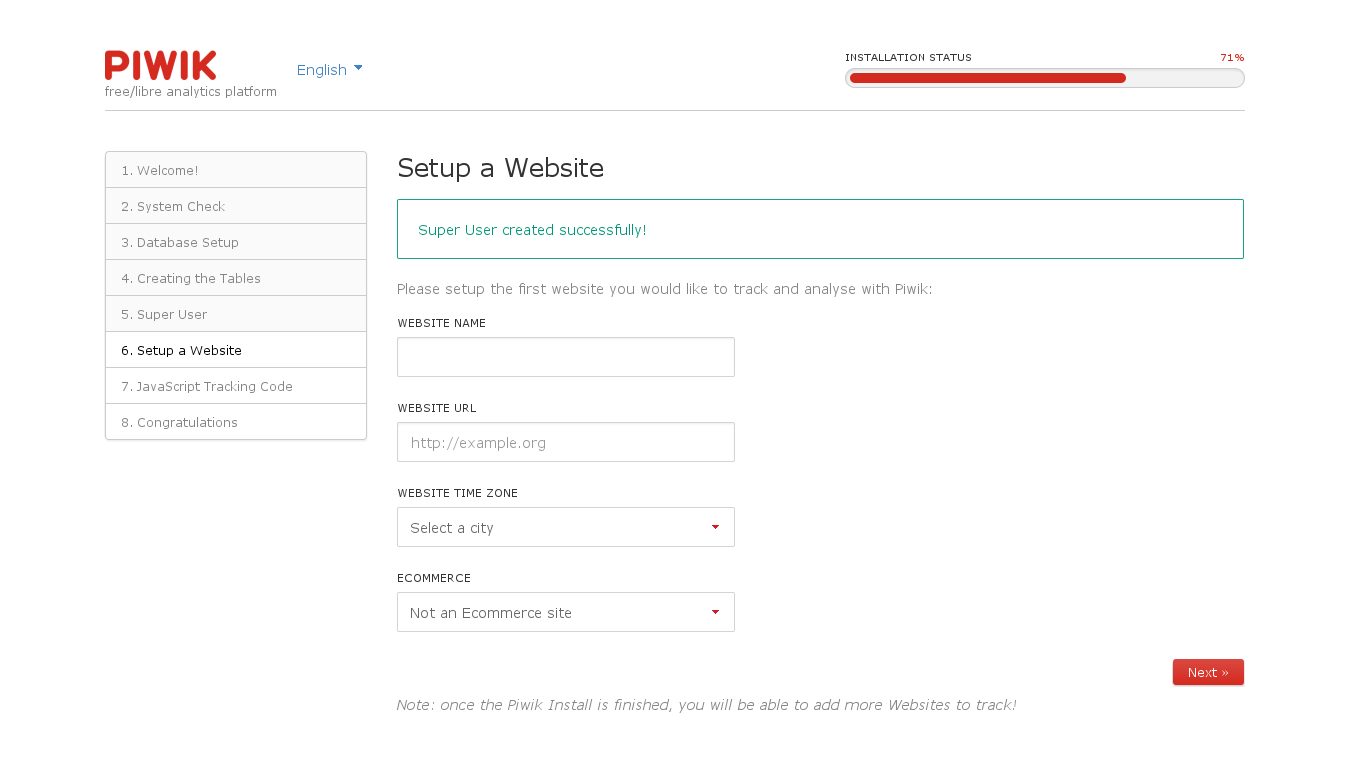 PIWIK
free/libre analytics platform
English
INSTALLATION STATUS 71%
1. Welcome!
2. System Check
3. Database Setup
4. Creating the Tables
5. Super User
6. Setup a Website
7. JavaScript Tracking Code
8. Congratulations
Setup a Website
Super User created successfully!
Please setup the first website you would like to track and analyse with Piwik:
WEBSITE NAME
WEBSITE URL
http://example.org
WEBSITE TIME ZONE
Select a city
ECOMMERCE
Not an Ecommerce site
Next »
Note: once the Piwik Install is finished, you will be able to add more Websites to track!